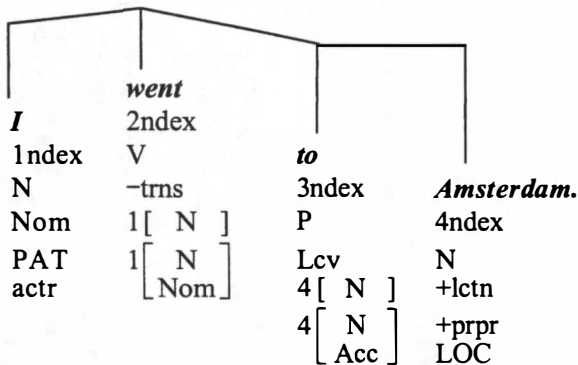 I
1ndex
N
Nom
PAT
actr
went
2ndex
V
−trns
1[ N ]
1[ N
Nom ]
to
3ndex
P
Lcv
4[ N ]
4[ N
Acc ]
Amsterdam.
4ndex
N
+lctn
+prpr
LOC